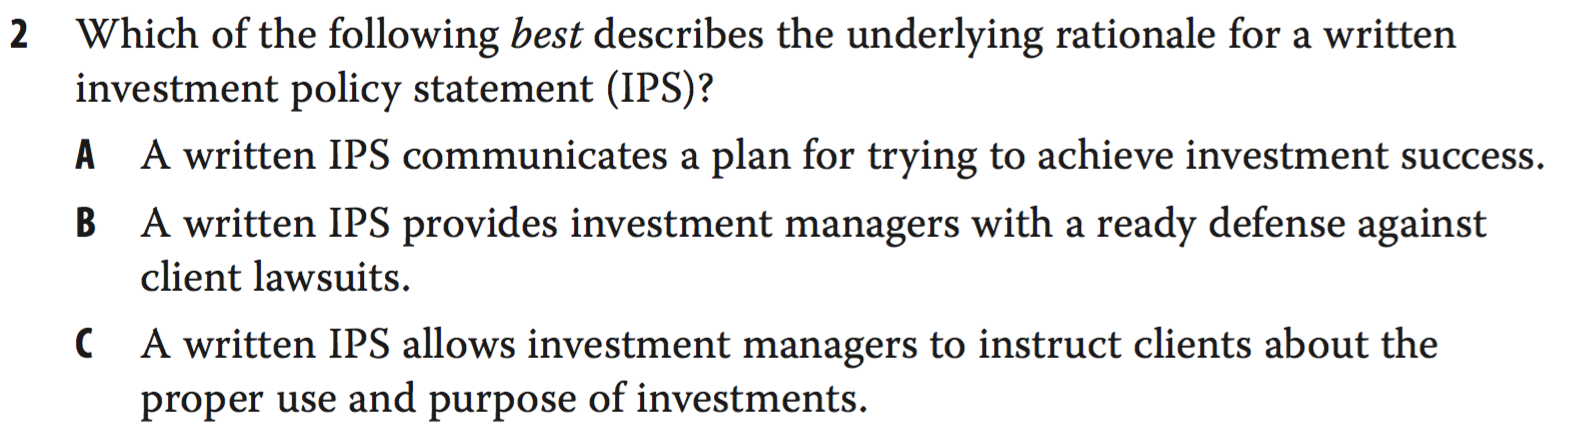 2 Which of the following best describes the underlying rationale for a written
investment policy statement (IPS)?
A A written IPS communicates a plan for trying to achieve investment success.
B A written IPS provides investment managers with a ready defense against
client lawsuits.
C A written IPS allows investment managers to instruct clients about the
proper use and purpose of investments.